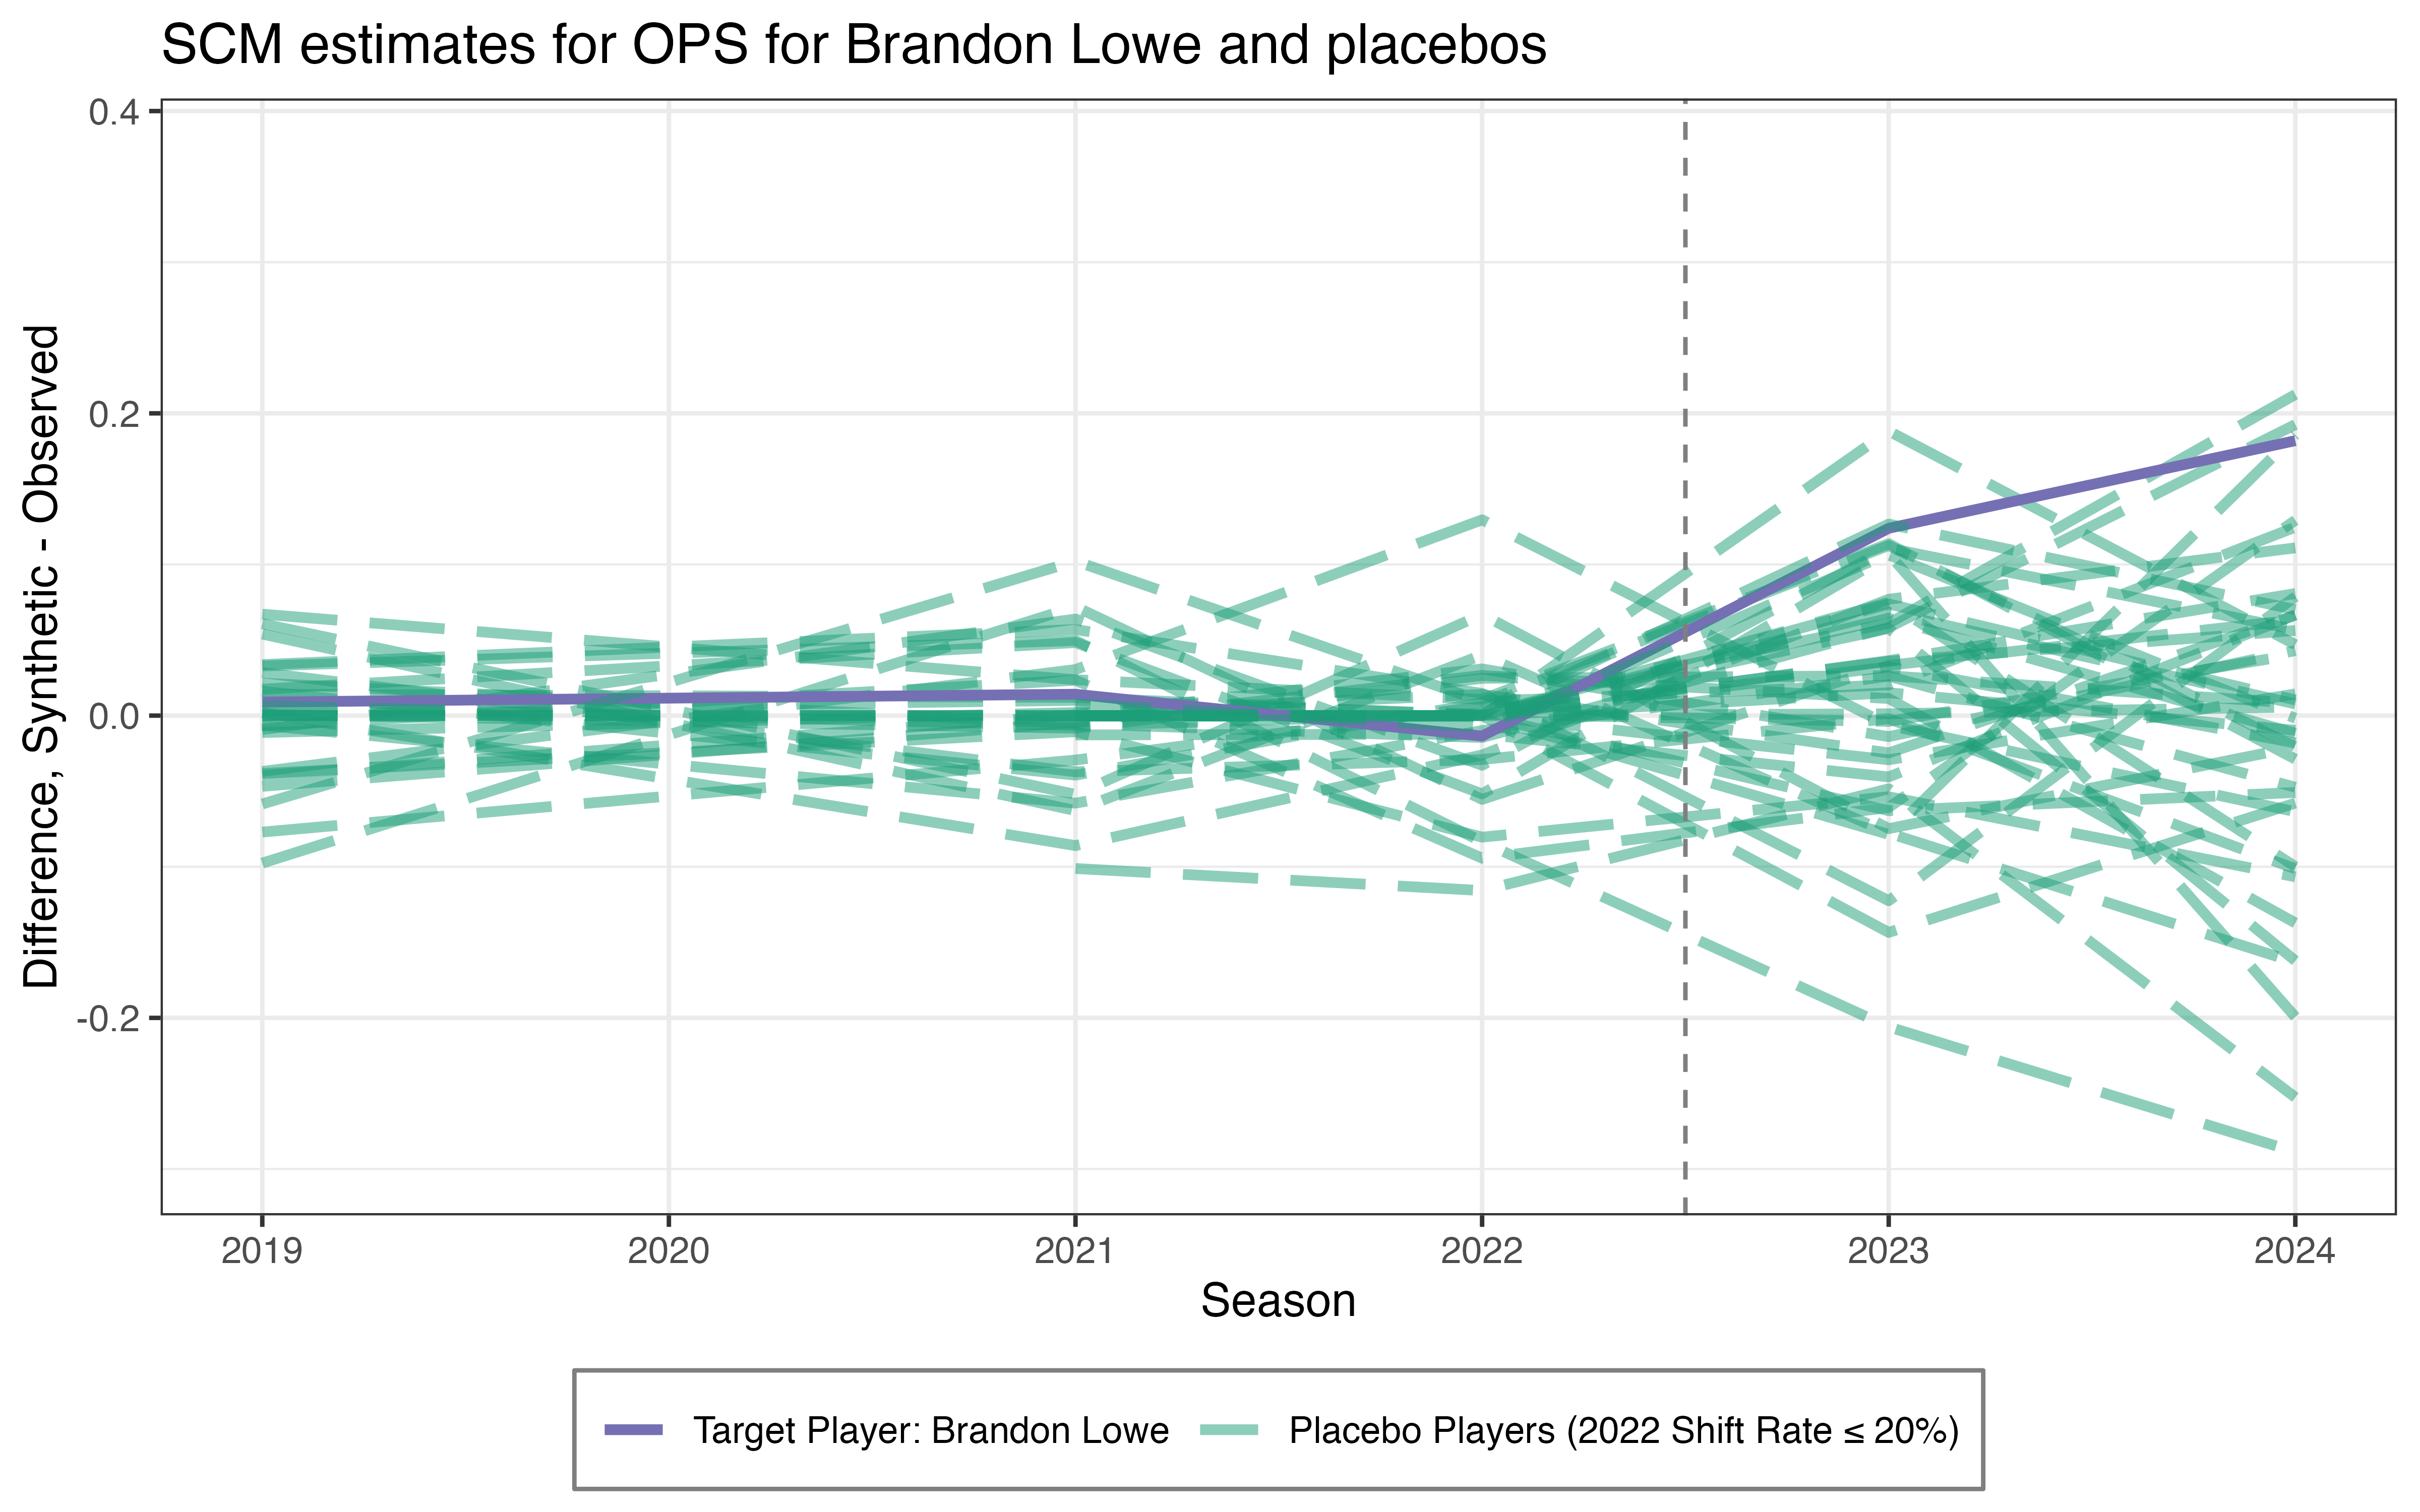 SCM estimates for OPS for Brandon Lowe and placebos
Difference, Synthetic - Observed
0.4
0.2
0.0
-0.2
2019 2020 2021 2022 2023 2024
Season
Target Player: Brandon Lowe Placebo Players (2022 Shift Rate ≤ 20%)